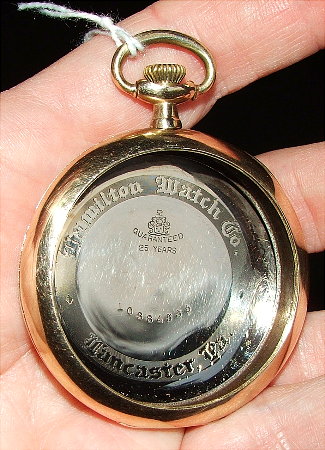 Hamilton Watch Co.
GUARANTEED
25 YEARS
Lancaster, Pa.